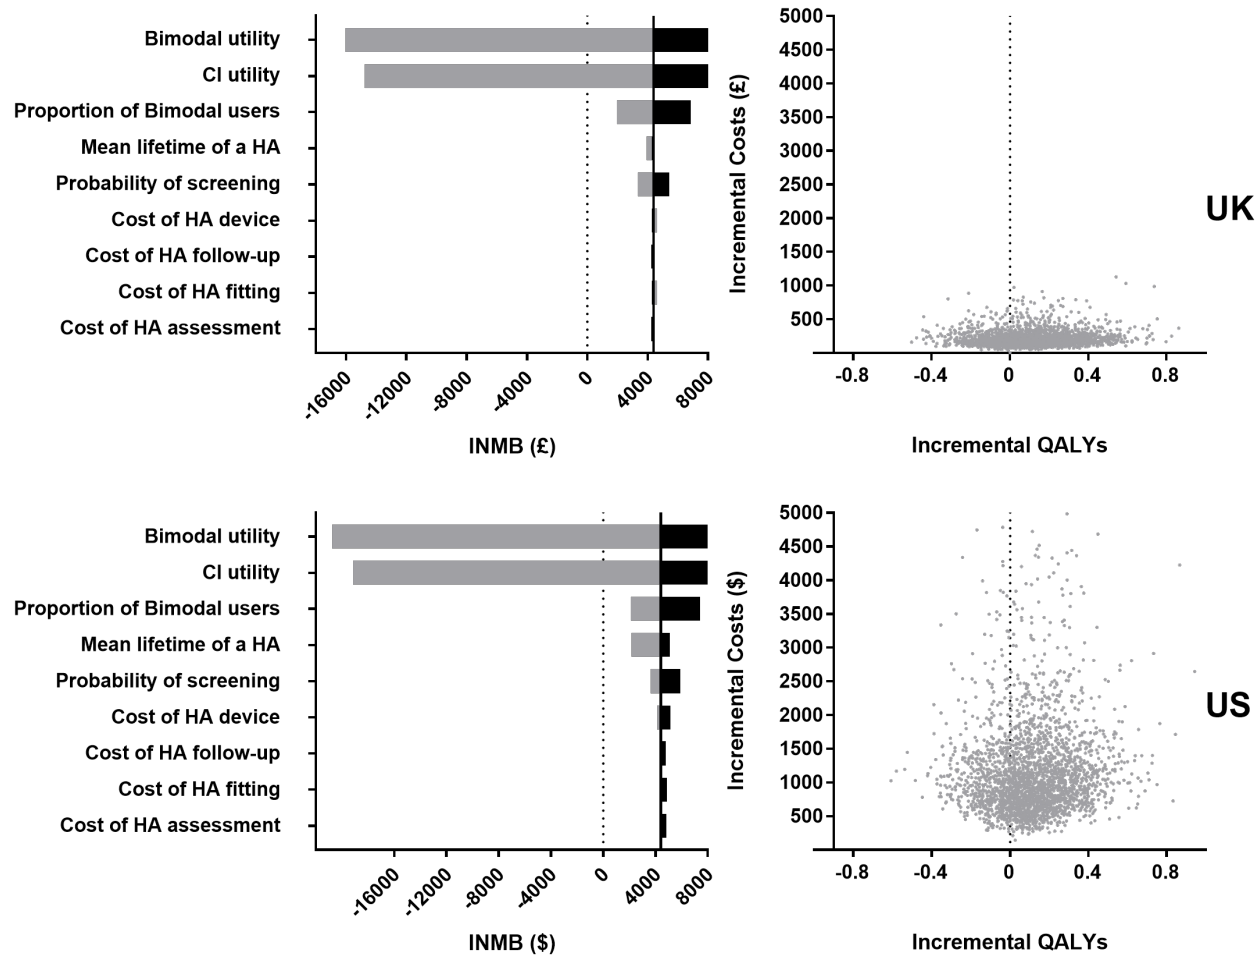 Bimodal utility
CI utility
Proportion of Bimodal users
Mean lifetime of a HA
Probability of screening
Cost of HA device
Cost of HA follow-up
Cost of HA fitting
Cost of HA assessment
-16000
-12000
-8000
-4000
0
4000
8000
INMB (£)
Incremental Costs (£)
5000
4500
4000
3500
3000
2500
2000
1500
1000
500
-0.8
-0.4
0
0.4
0.8
Incremental QALYs
UK
Bimodal utility
CI utility
Proportion of Bimodal users
Mean lifetime of a HA
Probability of screening
Cost of HA device
Cost of HA follow-up
Cost of HA fitting
Cost of HA assessment
-16000
-12000
-8000
-4000
0
4000
8000
INMB ($)
Incremental Costs ($)
5000
4500
4000
3500
3000
2500
2000
1500
1000
500
-0.8
-0.4
0
0.4
0.8
Incremental QALYs
US